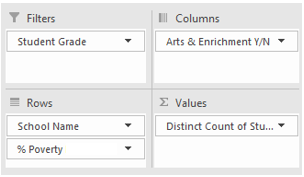 Filters
Student Grade
Columns
Arts & Enrichment Y/N
Rows
School Name
% Poverty
Σ Values
Distinct Count of Stu...